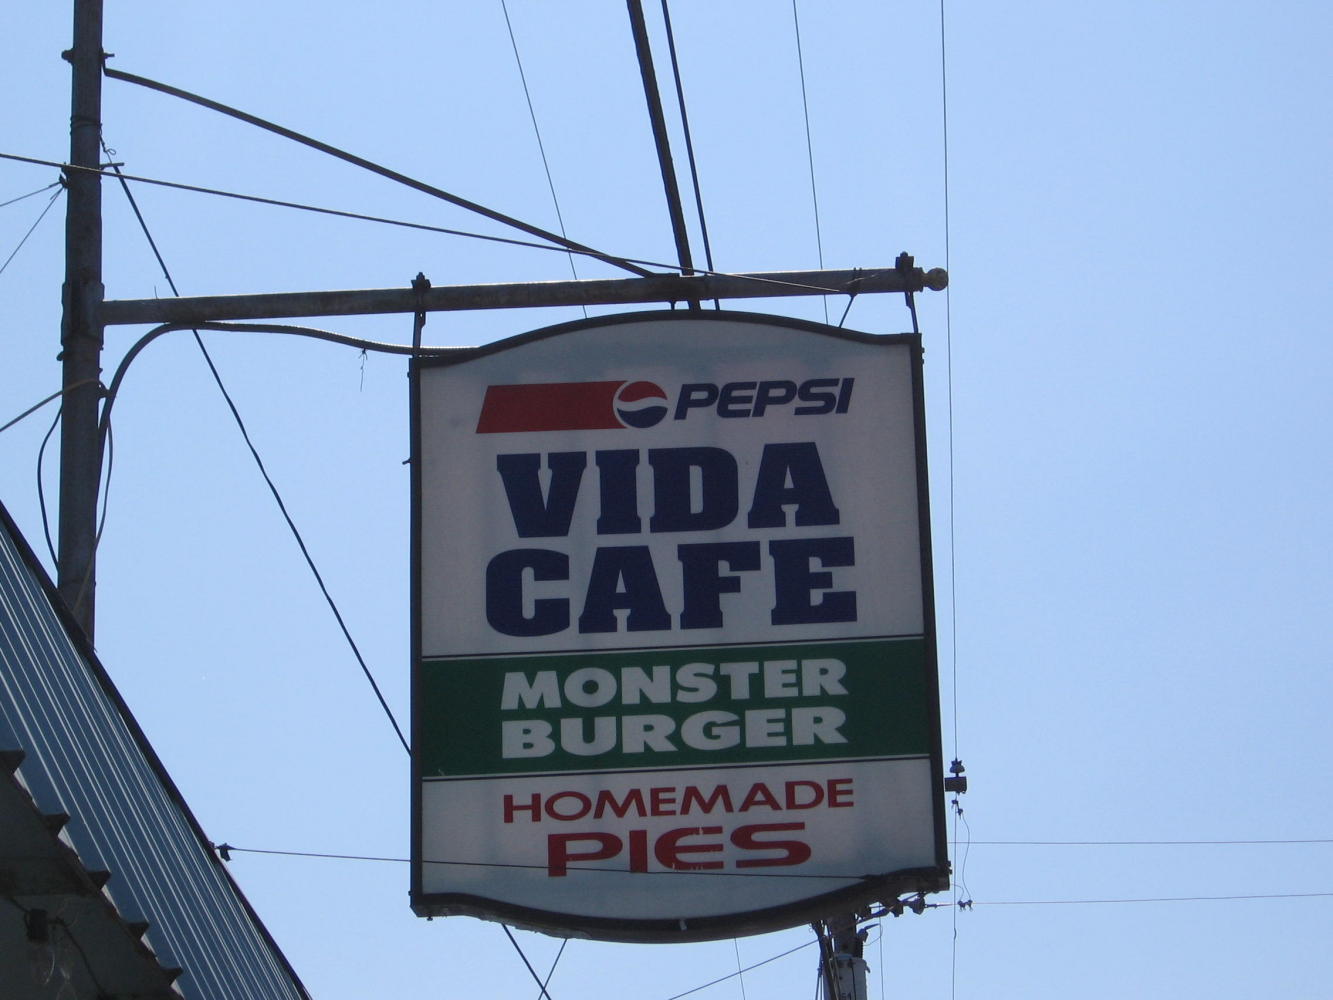 PEPSI
VIDA
CAFE
MONSTER
BURGER
HOMEMADE
PIES